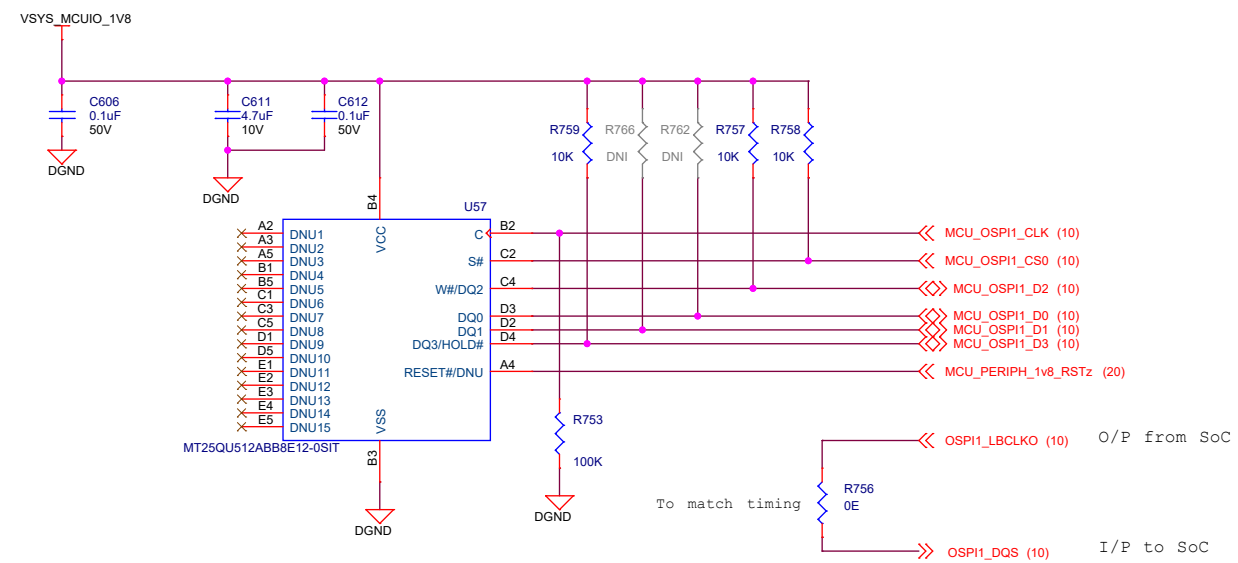 VSYS_MCUIO_1V8
C606
0.1uF
50V
DGND
C611
4.7uF
10V
DGND
C612
0.1uF
50V
R759
10K
R766
DNI
R762
DNI
R757
10K
R758
10K
U57
B4
VCC
A2 DNU1
A3 DNU2
A5 DNU3
B1 DNU4
B5 DNU5
C1 DNU6
C3 DNU7
C5 DNU8
D1 DNU9
D5 DNU10
E1 DNU11
E2 DNU12
E3 DNU13
E4 DNU14
E5 DNU15
C B2 MCU_OSPI1_CLK (10)
S# C2 MCU_OSPI1_CS0 (10)
W#/DQ2 C4 MCU_OSPI1_D2 (10)
DQ0 D3 MCU_OSPI1_D0 (10)
DQ1 D2 MCU_OSPI1_D1 (10)
DQ3/HOLD# D4 MCU_OSPI1_D3 (10)
RESET#/DNU A4 MCU_PERIPH_1v8_RSTz (20)
VSS
B3
MT25QU512ABB8E12-0SIT
DGND
R753
100K
DGND
OSPI1_LBCLKO (10) O/P from SoC
To match timing
R756
0E
OSPI1_DQS (10) I/P to SoC